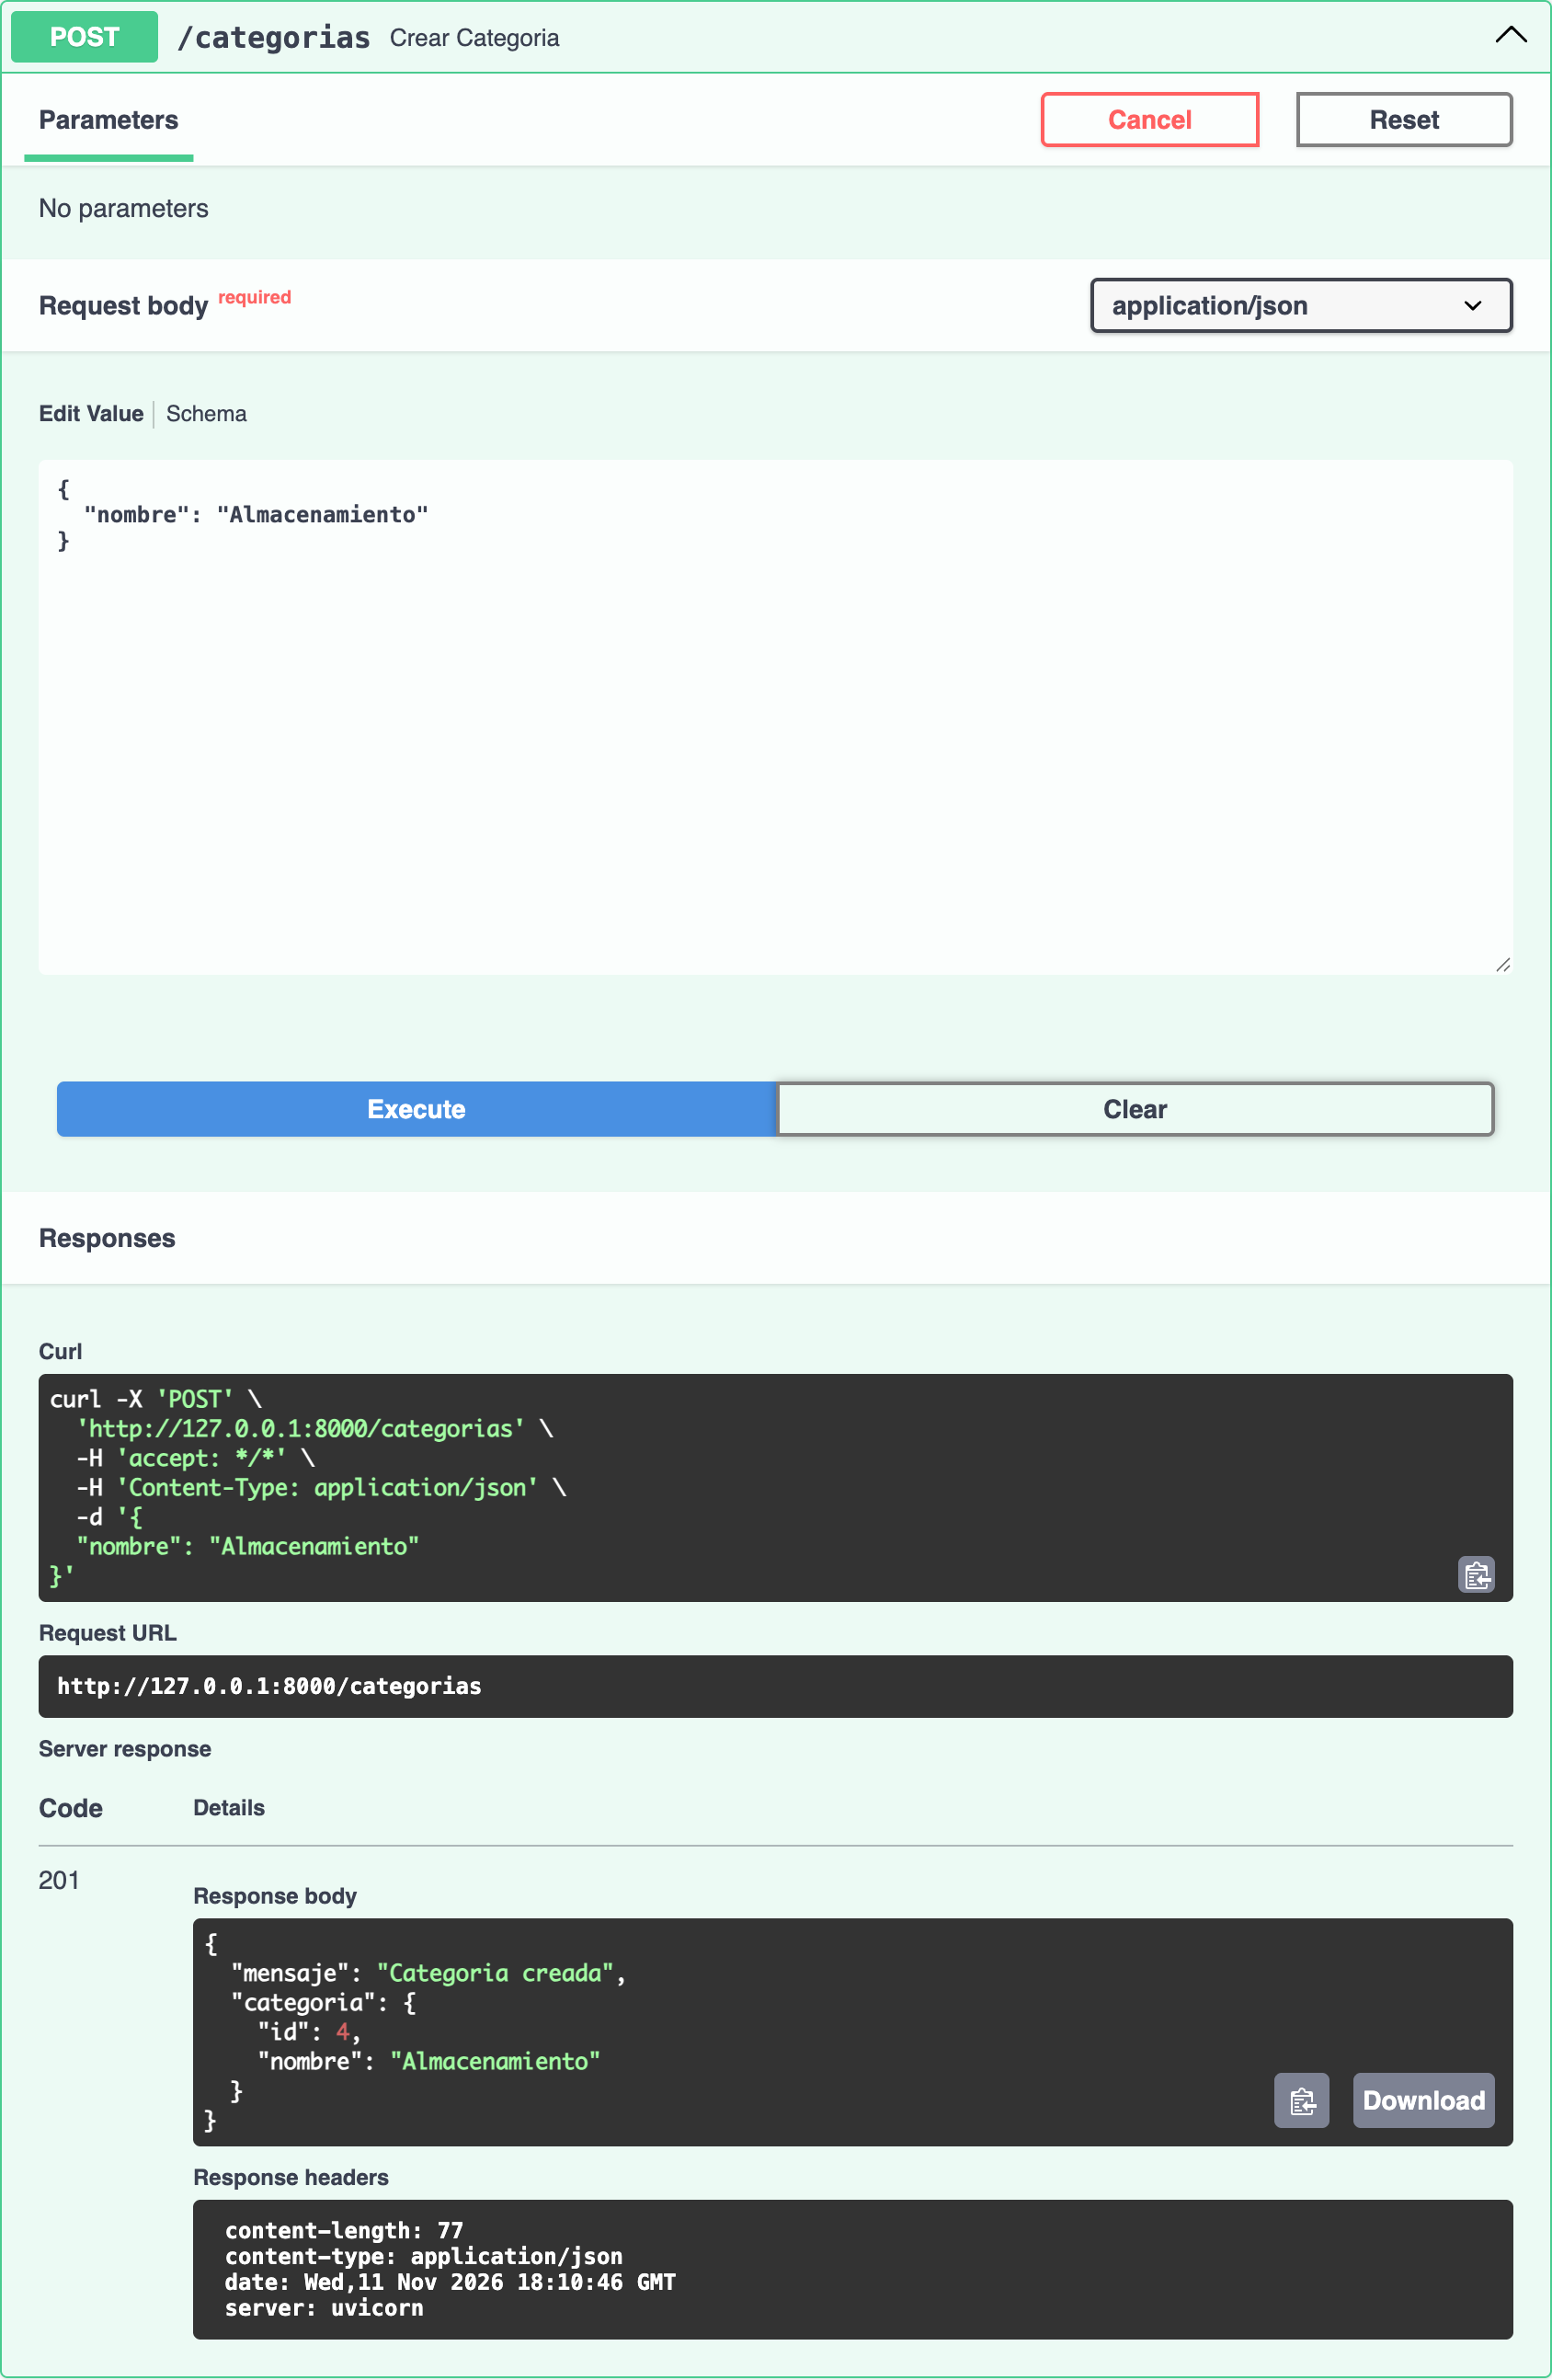 POST /categorias Crear Categoria
Parameters Cancel Reset
No parameters
Request body required application/json
Edit Value Schema
{
  "nombre": "Almacenamiento"
}
Execute Clear
Responses
Curl
curl -X 'POST' \
  'http://127.0.0.1:8000/categorias' \
  -H 'accept: */*' \
  -H 'Content-Type: application/json' \
  -d '{
  "nombre": "Almacenamiento"
}'
Request URL
http://127.0.0.1:8000/categorias
Server response
Code Details
201
Response body
{
  "mensaje": "Categoria creada",
  "categoria": {
    "id": 4,
    "nombre": "Almacenamiento"
  }
}
Download
Response headers
content-length: 77
content-type: application/json
date: Wed,11 Nov 2026 18:10:46 GMT
server: uvicorn